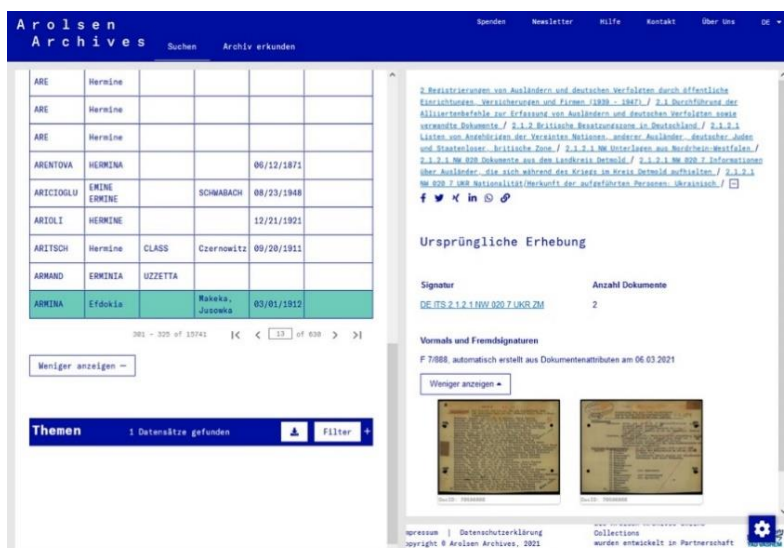 Arolsen
Archives
Suchen
Archiv erkunden
Spenden
Newsletter
Hilfe
Kontakt
Über Uns
DE
ARE Hermine
ARE Hermine
ARE Hermine
ARENTOVA HERMINA 06/12/1871
ARICIOGLU EMINE ERMINE SCHWABACH 08/23/1948
ARIOLI HERMINE 12/21/1921
ARITSCH Hermine CLASS Czernowitz 09/20/1911
ARMAND ERMINIA UZZETTA
ARMINA Efdokia Makeka, Jusowka 03/01/1912
301 - 325 of 15741
13 of 630
Weniger anzeigen —
Themen
1 Datensätze gefunden
Filter +
2 Registrierungen von Ausländern und deutschen Verfolgten durch öffentliche
Einrichtungen, Versicherungen und Firmen (1939 - 1947) / 2.1 Durchführung der
Alliiertenbefehle zur Erfassung von Ausländern und deutschen Verfolgten sowie
verwandte Dokumente / 2.1.2 Britische Besatzungszone in Deutschland / 2.1.2.1
Listen von Angehörigen der Vereinten Nationen, anderer Ausländer, deutscher Juden
und Staatenloser, britische Zone / 2.1.2.1 NW Unterlagen aus Nordrhein-Westfalen /
2.1.2.1 NW 020 Dokumente aus dem Landkreis Detmold / 2.1.2.1 NW 020 7 Informationen
über Ausländer, die sich während des Kriegs im Kreis Detmold aufhielten / 2.1.2.1
NW 020 7 UKR Nationalität/Herkunft der aufgeführten Personen: Ukrainisch /
Ursprüngliche Erhebung
Signatur
Anzahl Dokumente
DE ITS 2.1.2.1 NW 020 7 UKR ZM
2
Vormals und Fremdsignaturen
F 7/888, automatisch erstellt aus Dokumentenattributen am 06.03.2021
Weniger anzeigen
DocID:
DocID:
Impressum | Datenschutzerklärung
Copyright © Arolsen Archives, 2021
Die Arolsen Archives Online
Collections
wurden entwickelt in Partnerschaft